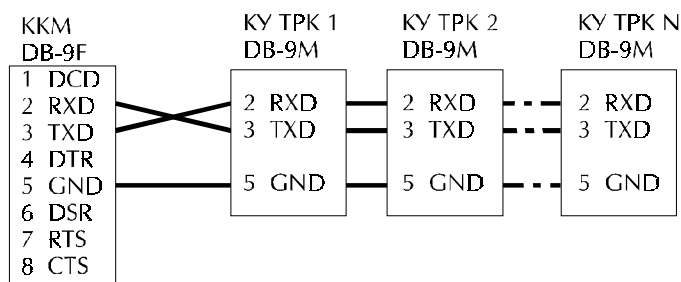 ККМ
DB-9F
1 DCD
2 RXD
3 TXD
4 DTR
5 GND
6 DSR
7 RTS
8 CTS
КУ ТРК 1
DB-9M
2 RXD
3 TXD
5 GND
КУ ТРК 2
DB-9M
2 RXD
3 TXD
5 GND
КУ ТРК N
DB-9M
2 RXD
3 TXD
5 GND